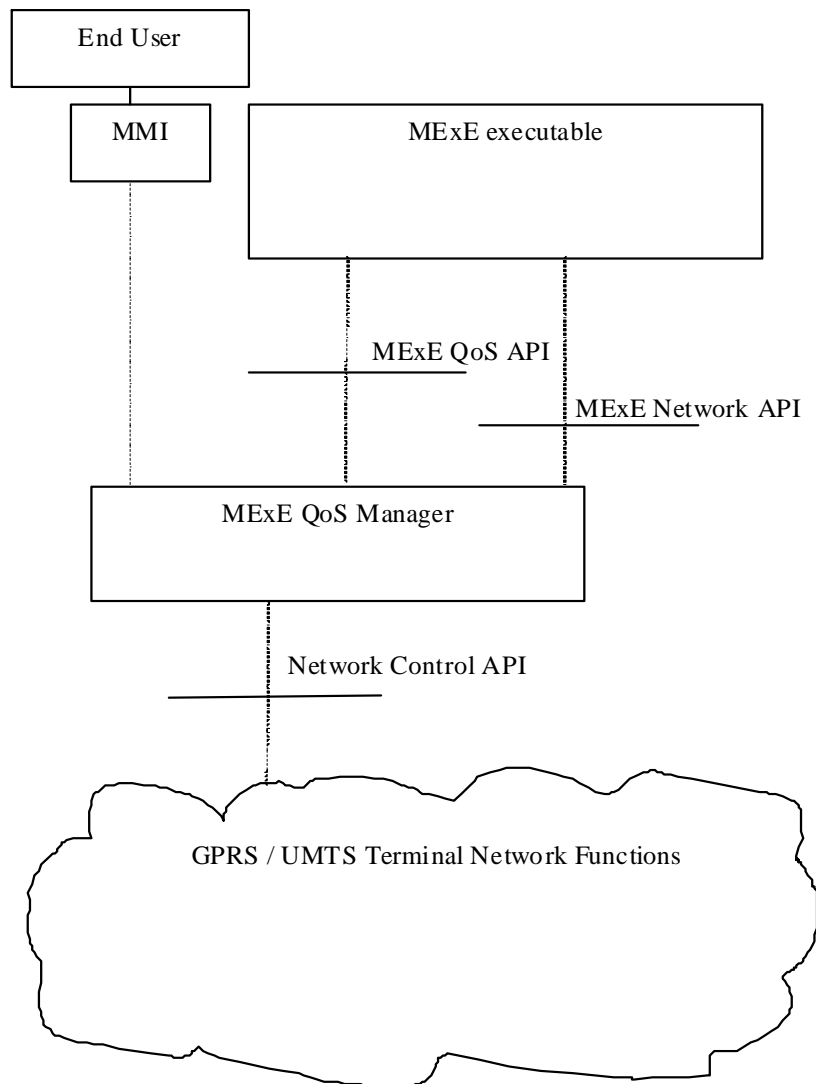 End User
MMI
MExE executable
MExE QoS API
MExE Network API
MExE QoS Manager
Network Control API
GPRS / UMTS Terminal Network Functions